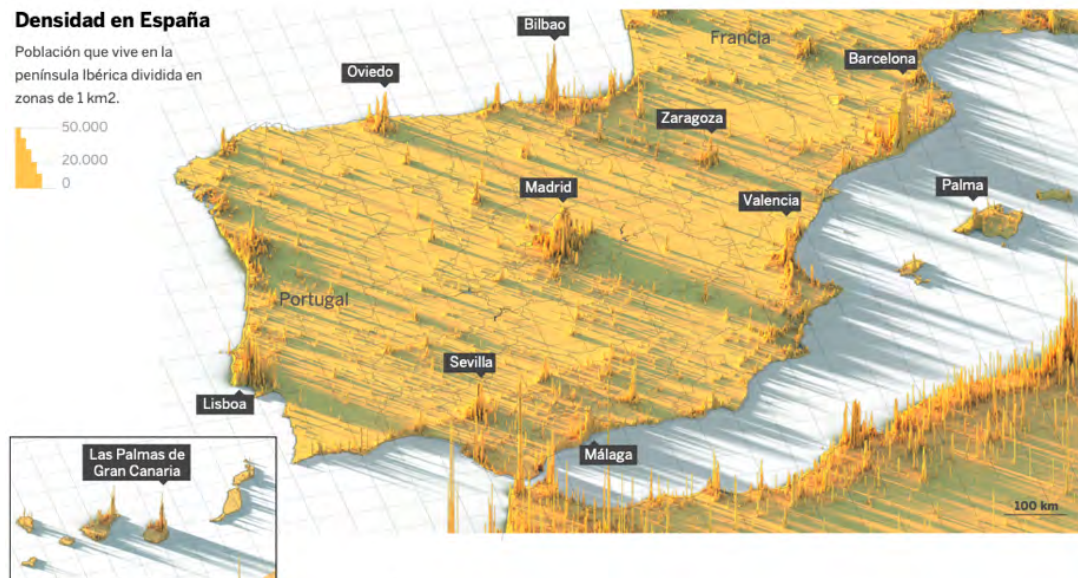 Densidad en España
Población que vive en la
península Ibérica dividida en
zonas de 1 km2.
50.000
20.000
0
Bilbao
Francia
Oviedo
Barcelona
Zaragoza
Madrid
Palma
Valencia
Portugal
Sevilla
Lisboa
Málaga
Las Palmas de
Gran Canaria
100 km